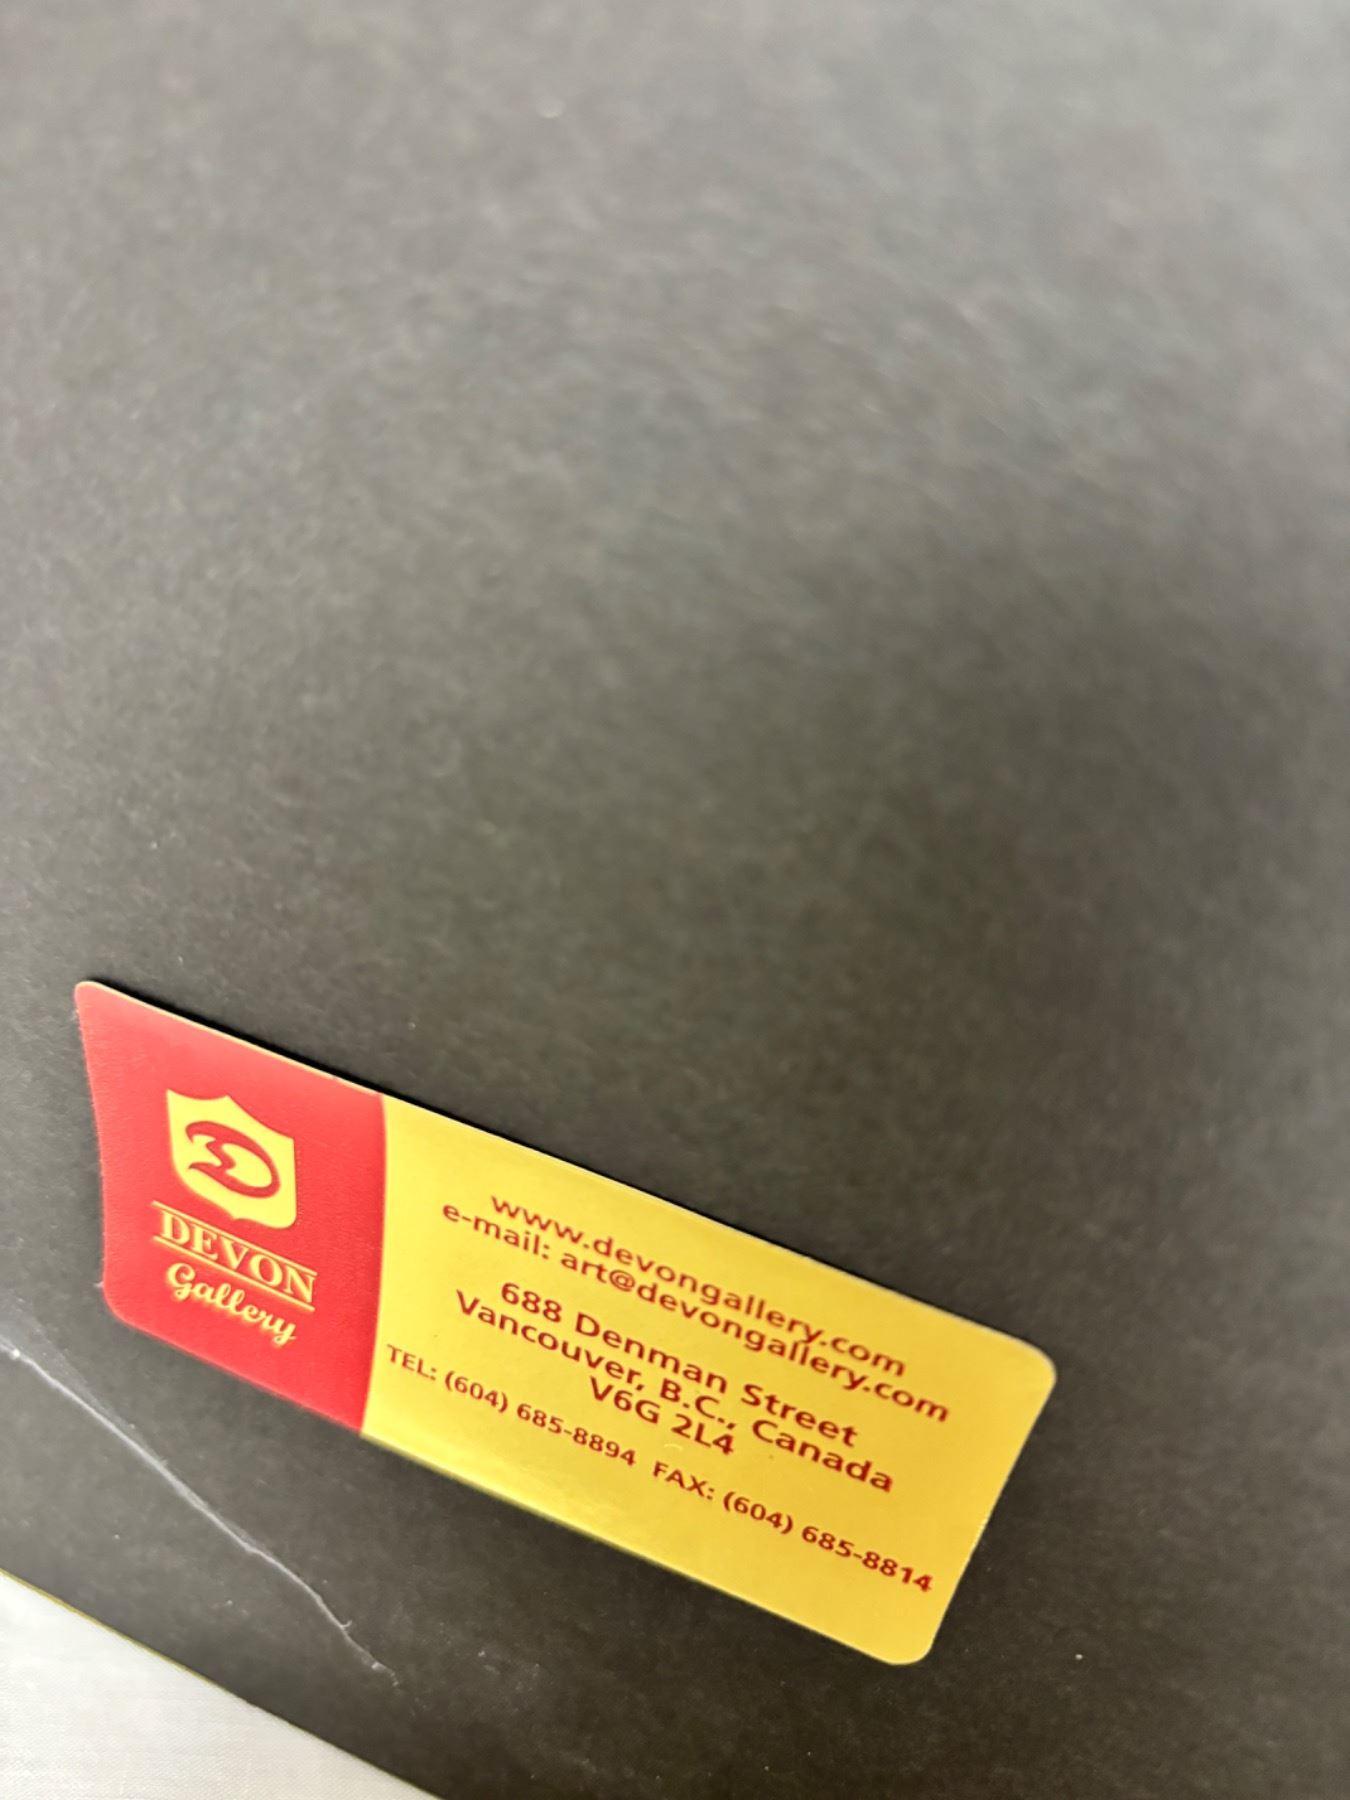 D
DEVON
Gallery
www.devongallery.com
e-mail: art@devongallery.com
688 Denman Street
Vancouver, B.C., Canada
V6G 2L4
TEL: (604) 685-8894 FAX: (604) 685-8814